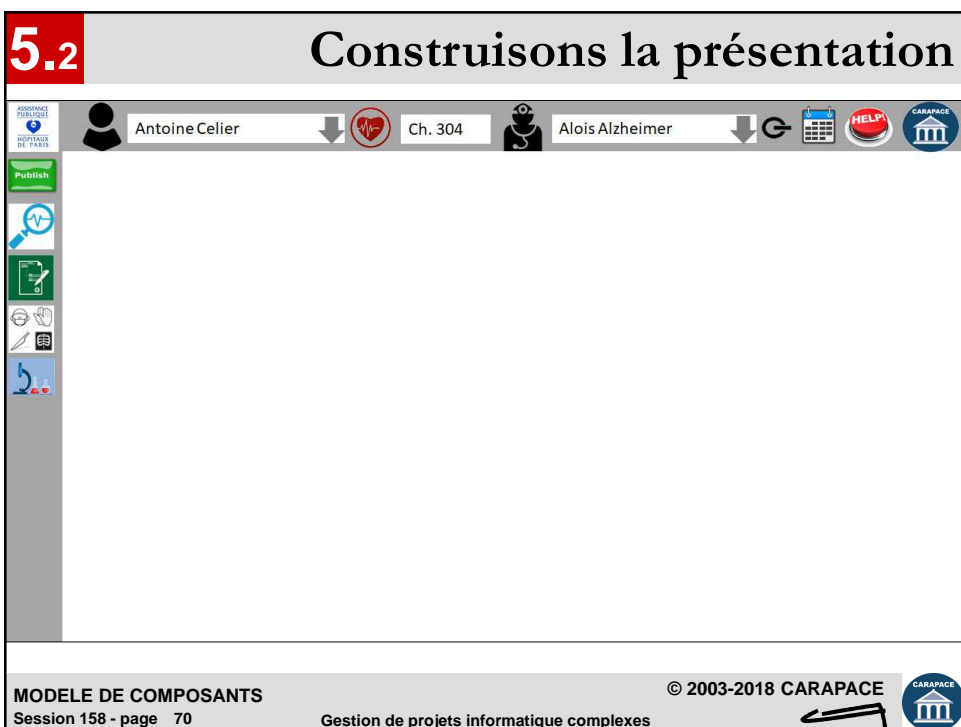 5.2
Construisons la présentation
ASSISTANCE
PUBLIQUE
HÔPITAUX
DE PARIS
Antoine Celier
Ch. 304
Alois Alzheimer
HELP!
CARAPACE
Publish
MODELE DE COMPOSANTS
Session 158 - page 70
Gestion de projets informatique complexes
© 2003-2018 CARAPACE
CARAPACE